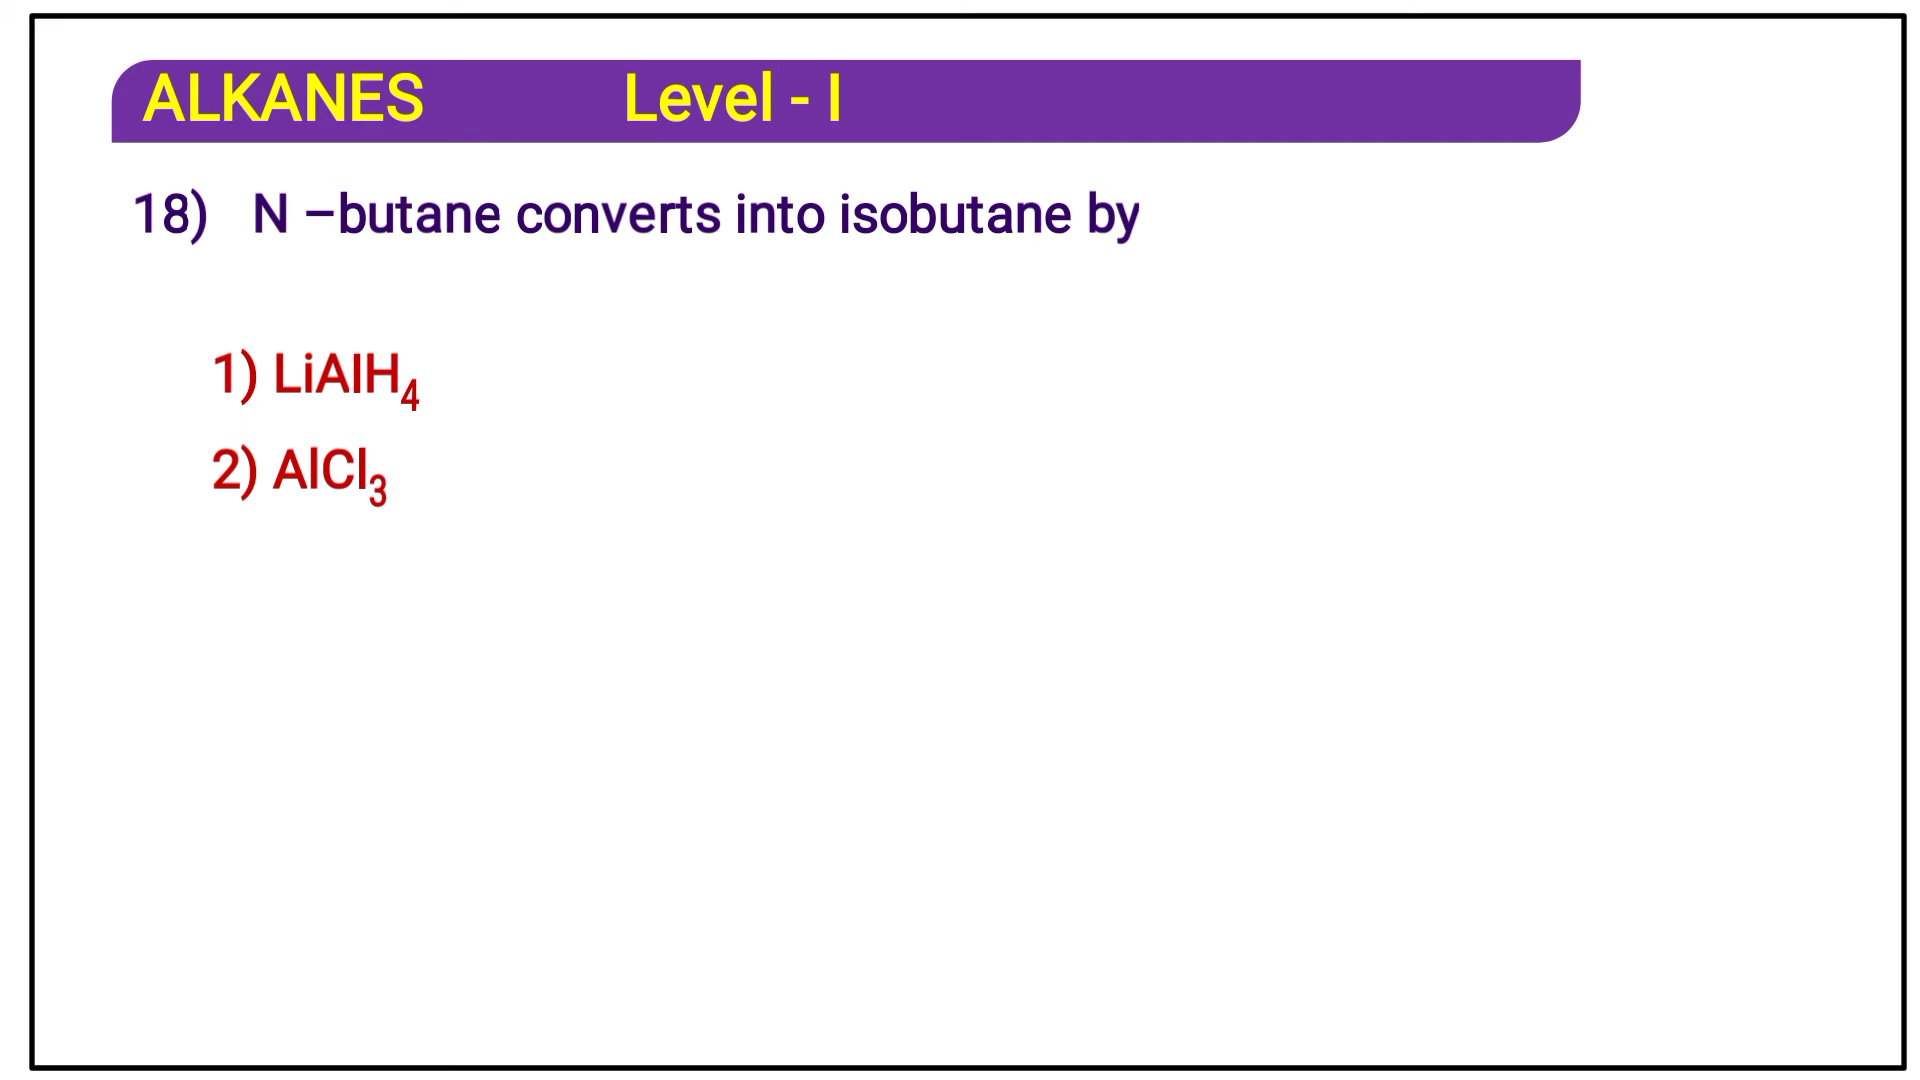 ALKANES Level - I
18) N –butane converts into isobutane by
1) LiAlH₄
2) AlCl₃